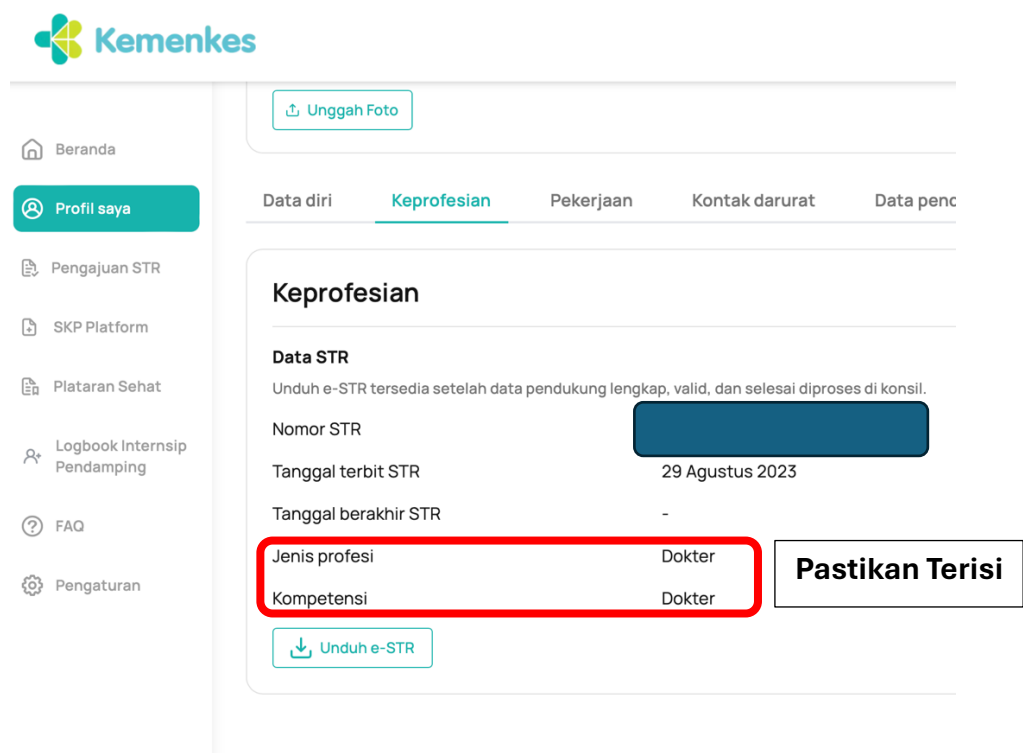 Kemenkes
Unggah Foto
Beranda
Profil saya
Pengajuan STR
SKP Platform
Plataran Sehat
Logbook Internsip
Pendamping
FAQ
Pengaturan
Data diri Keprofesian Pekerjaan Kontak darurat Data pend
Keprofesian
Data STR
Unduh e-STR tersedia setelah data pendukung lengkap, valid, dan selesai diproses di konsil.
Nomor STR
Tanggal terbit STR 29 Agustus 2023
Tanggal berakhir STR -
Jenis profesi Dokter
Kompetensi Dokter
Pastikan Terisi
Unduh e-STR